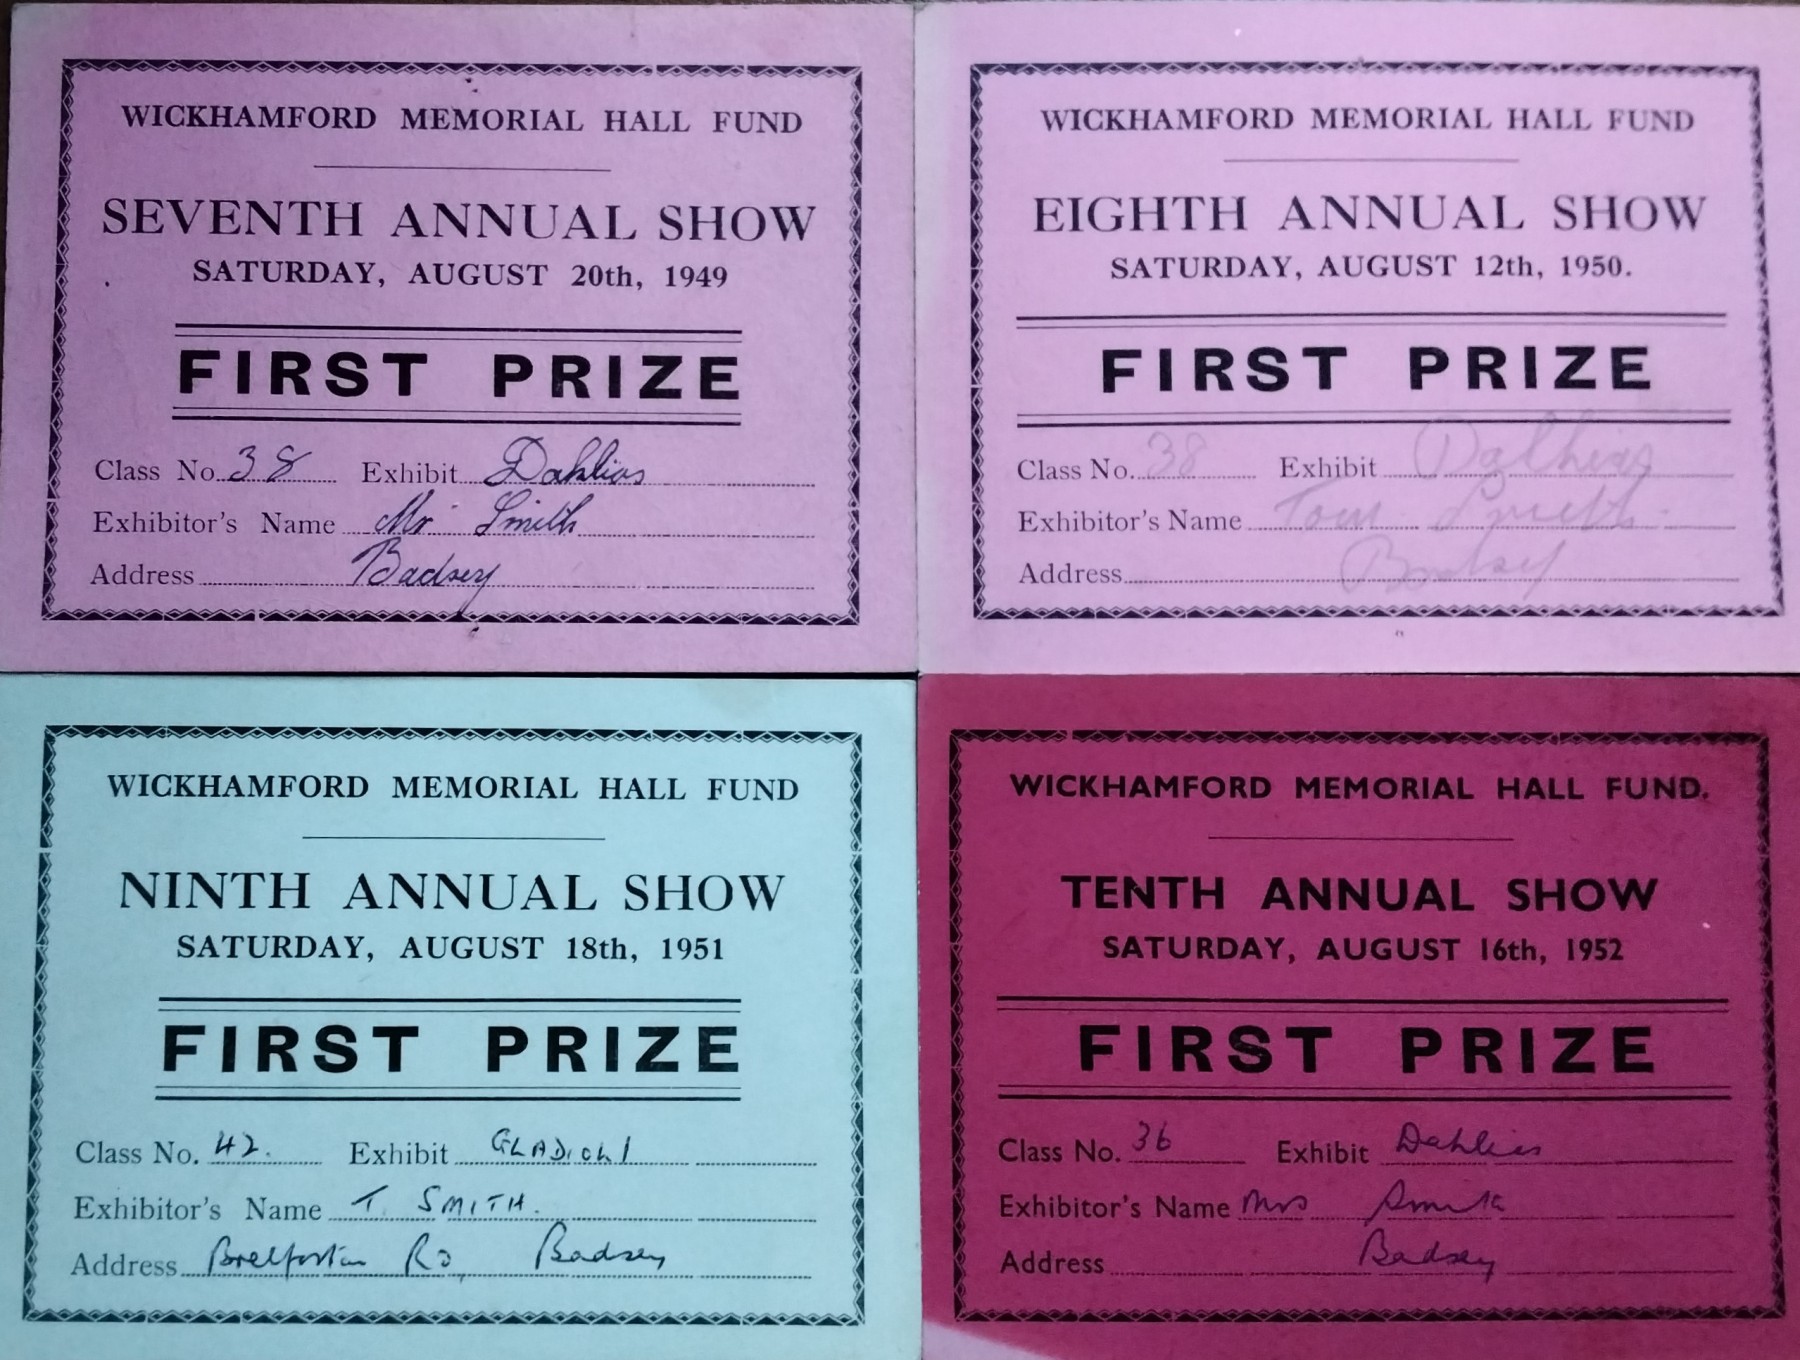 WICKHAMFORD MEMORIAL HALL FUND
SEVENTH ANNUAL SHOW
SATURDAY, AUGUST 20th, 1949
FIRST PRIZE
Class No. 38 Exhibit Dahlias
Exhibitor's Name Mr Smith
Address Badsey
WICKHAMFORD MEMORIAL HALL FUND
EIGHTH ANNUAL SHOW
SATURDAY, AUGUST 12th, 1950.
FIRST PRIZE
Class No. 38 Exhibit Dalhias
Exhibitor's Name Tom Smith
Address Badsey
WICKHAMFORD MEMORIAL HALL FUND
NINTH ANNUAL SHOW
SATURDAY, AUGUST 18th, 1951
FIRST PRIZE
Class No. 42. Exhibit GLADIOLI
Exhibitor's Name T. SMITH.
Address Brelforton Rd, Badsey
WICKHAMFORD MEMORIAL HALL FUND.
TENTH ANNUAL SHOW
SATURDAY, AUGUST 16th, 1952
FIRST PRIZE
Class No. 36 Exhibit Dahlias
Exhibitor's Name Mrs Smith
Address Badsey